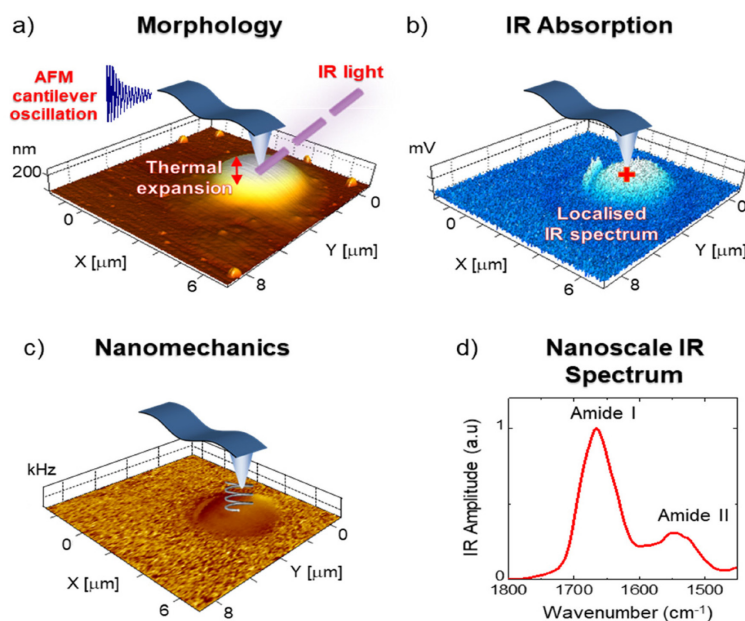 a) Morphology
AFM
cantilever
oscillation
IR light
nm
200
Thermal
expansion
0
X [µm]
6
8
Y [µm]
0
b) IR Absorption
mV
Localised
IR spectrum
0
X [µm]
6
8
Y [µm]
0
c) Nanomechanics
kHz
0
X [µm]
6
8
Y [µm]
0
d) Nanoscale IR
Spectrum
Amide I
Amide II
IR Amplitude (a.u)
1
0
1800 1700 1600 1500
Wavenumber (cm⁻¹)